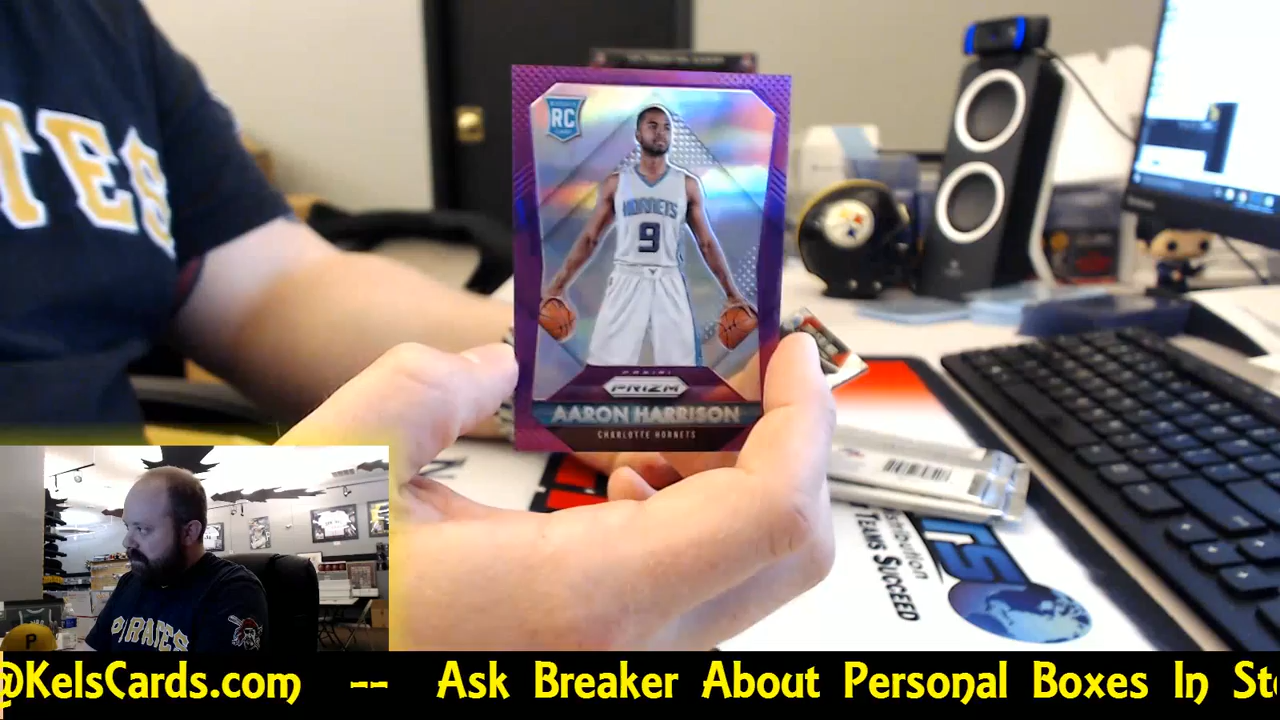 RC
HORNETS
9
PANINI
PRIZM
AARON HARRISON
CHARLOTTE HORNETS
TES
TEAMS SUCCEED
PIRATES
P
@KelsCards.com -- Ask Breaker About Personal Boxes In St